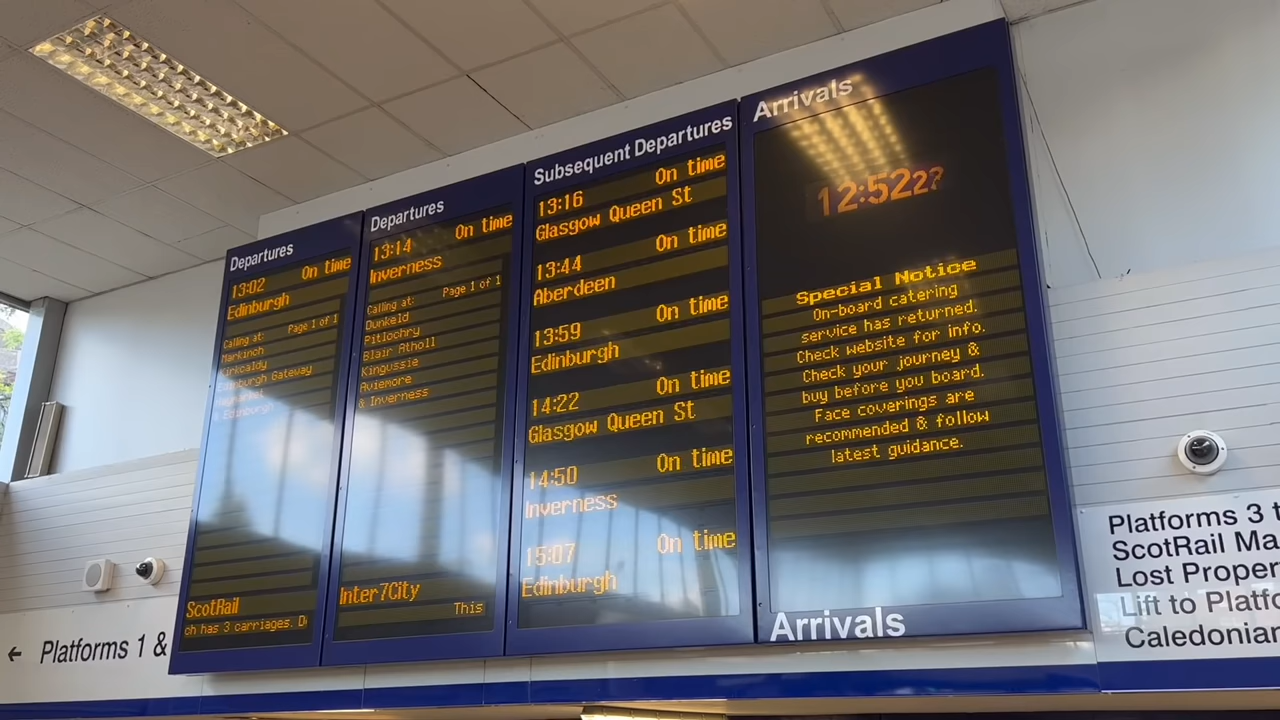 Departures
13:02 On time
Edinburgh
Calling at: Page 1 of 1
Markinch
Kirkcaldy
Edinburgh Gateway
Haymarket
& Edinburgh
ScotRail
ch has 3 carriages. D
Departures
13:14 On time
Inverness
Calling at: Page 1 of 1
Dunkeld
Pitlochry
Blair Atholl
Kingussie
Aviemore
& Inverness
Inter7City
This
Subsequent Departures
13:16 On time
Glasgow Queen St
13:44 On time
Aberdeen
13:59 On time
Edinburgh
14:22 On time
Glasgow Queen St
14:50 On time
Inverness
15:07 On time
Edinburgh
Arrivals
12:52
Special Notice
On-board catering
service has returned.
Check website for info.
Check your journey &
buy before you board.
Face coverings are
recommended & follow
latest guidance.
Arrivals
← Platforms 1 &
Platforms 3 t
ScotRail Ma
Lost Proper
Lift to Platfo
Caledonian